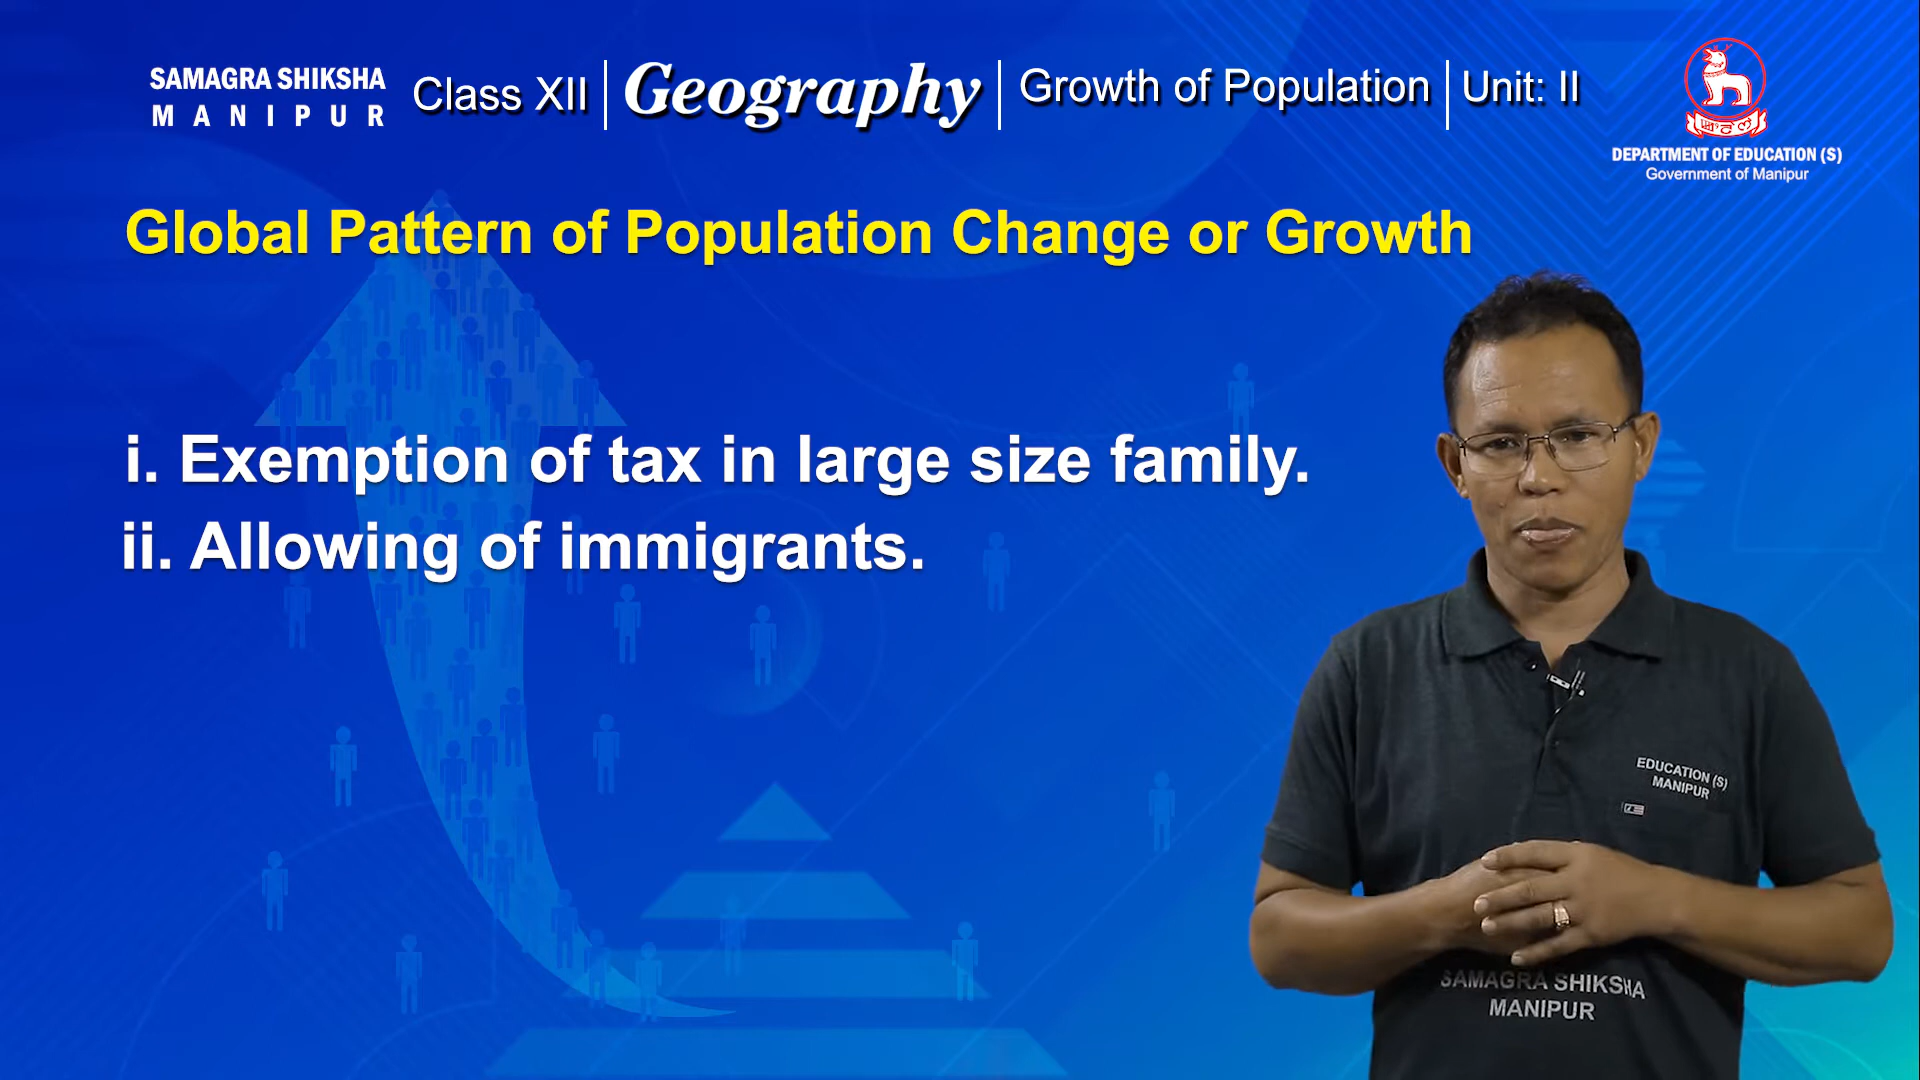 SAMAGRA SHIKSHA
MANIPUR
Class XII
Geography
Growth of Population
Unit: II
DEPARTMENT OF EDUCATION (S)
Government of Manipur
Global Pattern of Population Change or Growth
i. Exemption of tax in large size family.
ii. Allowing of immigrants.
EDUCATION (S)
MANIPUR
SAMAGRA SHIKSHA
MANIPUR